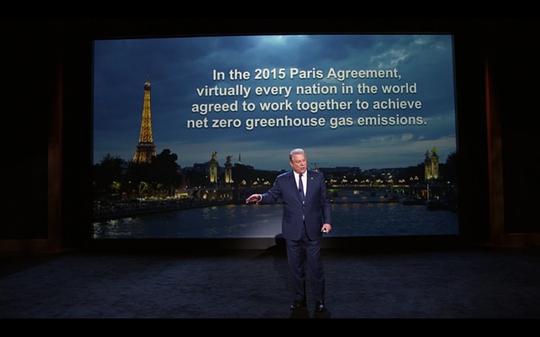 In the 2015 Paris Agreement,
virtually every nation in the world
agreed to work together to achieve
net zero greenhouse gas emissions.